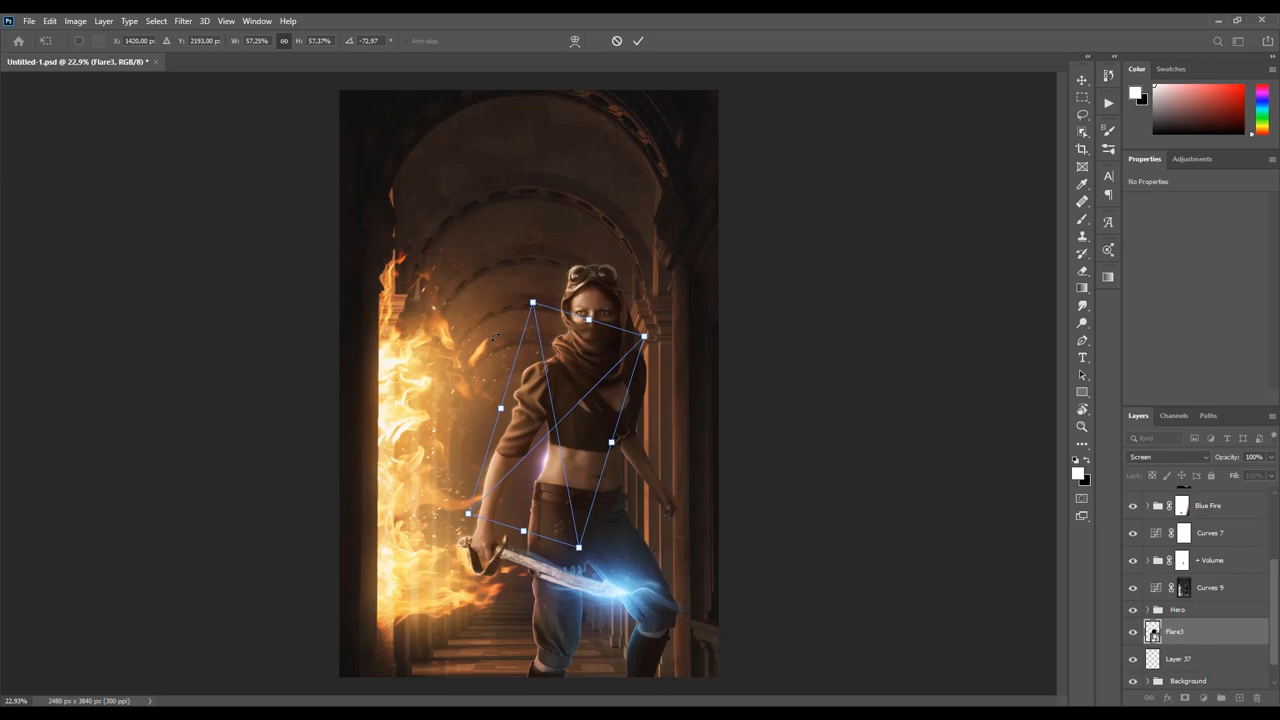 Ps File Edit Image Layer Type Select Filter 3D View Window Help
X: 1420,00 p: Y: 2193,00 p: W: 57,25% H: 57,37% -72,97 ° Anti-alias
Untitled-1.psd @ 22,9% (Flare3, RGB/8) * ×
Color Swatches
Properties Adjustments
No Properties
Layers Channels Paths
Kind
Screen Opacity: 100%
Lock: Fill: 100%
Blue Fire
Curves 7
+ Volume
Curves 9
Hero
Flare3
Layer 37
Background
22,93% 2480 px x 3840 px (300 ppi)